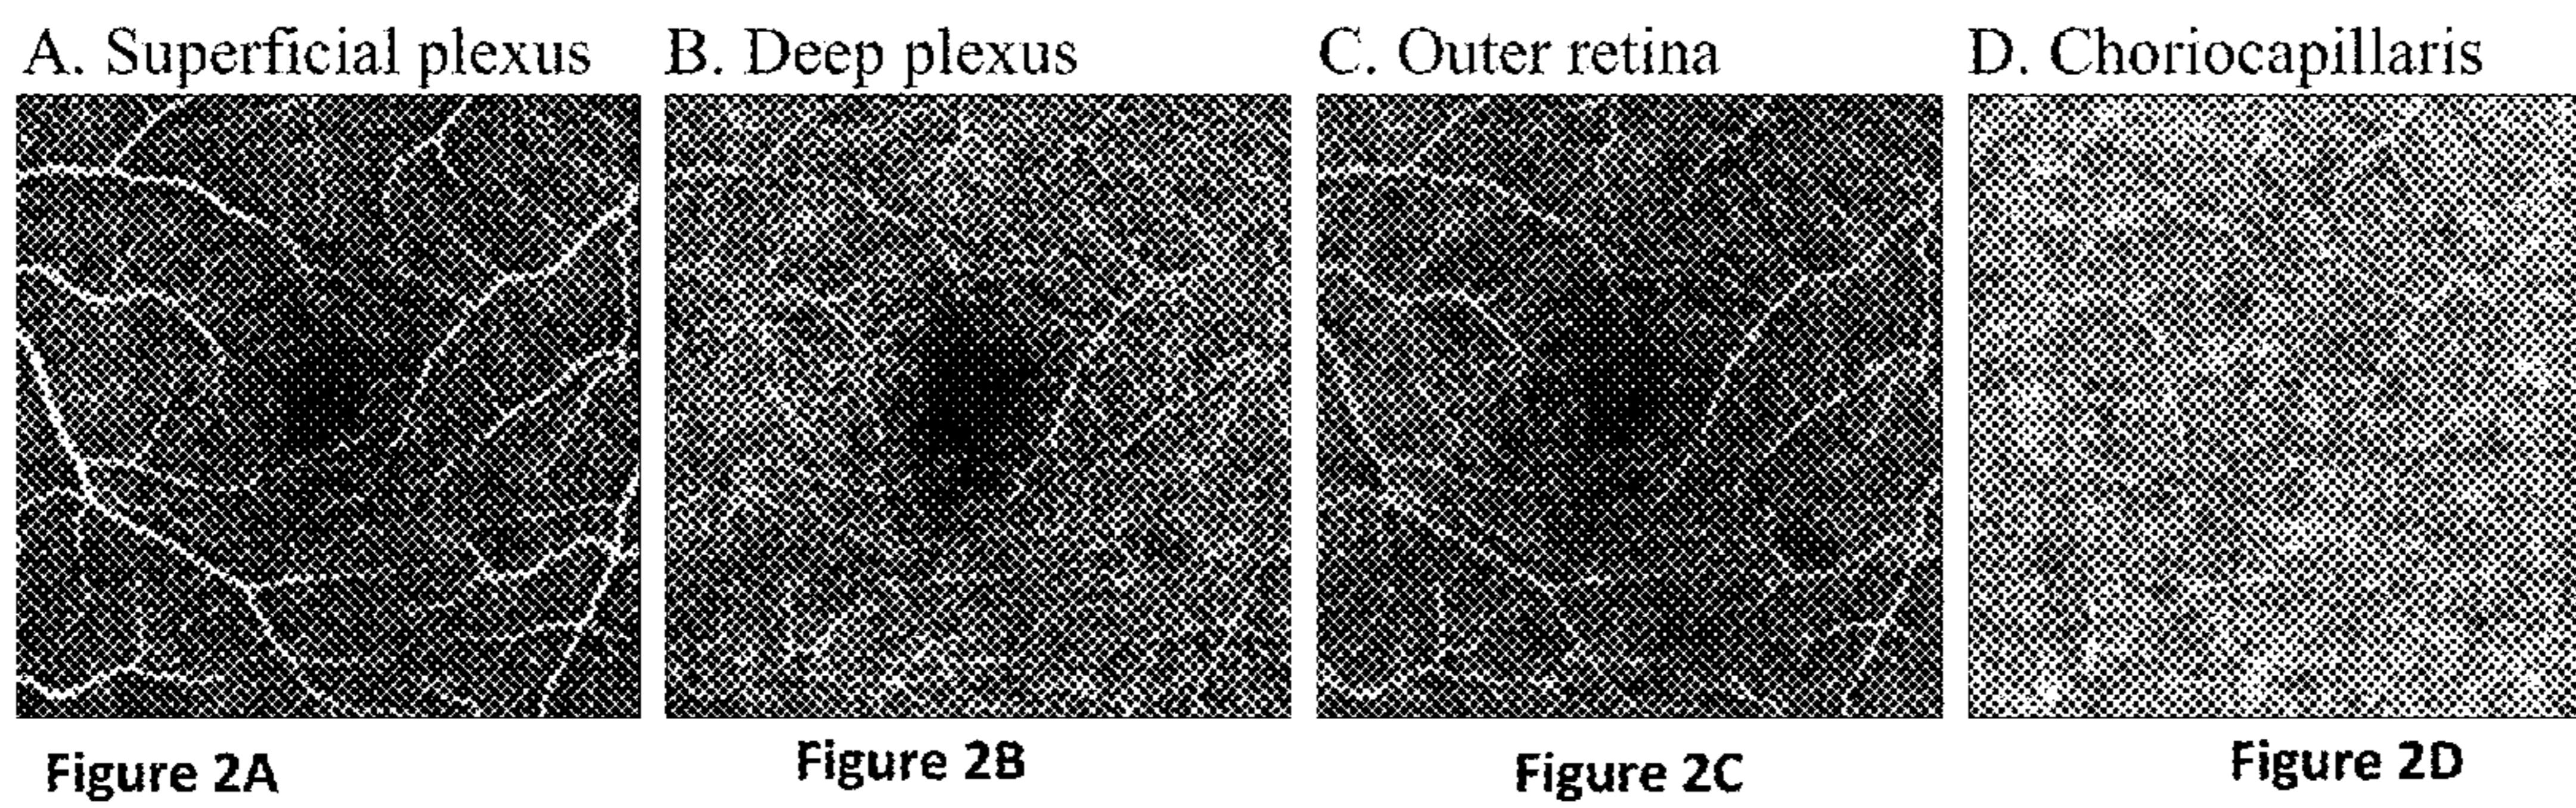 A. Superficial plexus
B. Deep plexus
C. Outer retina
D. Choriocapillaris
Figure 2A
Figure 2B
Figure 2C
Figure 2D